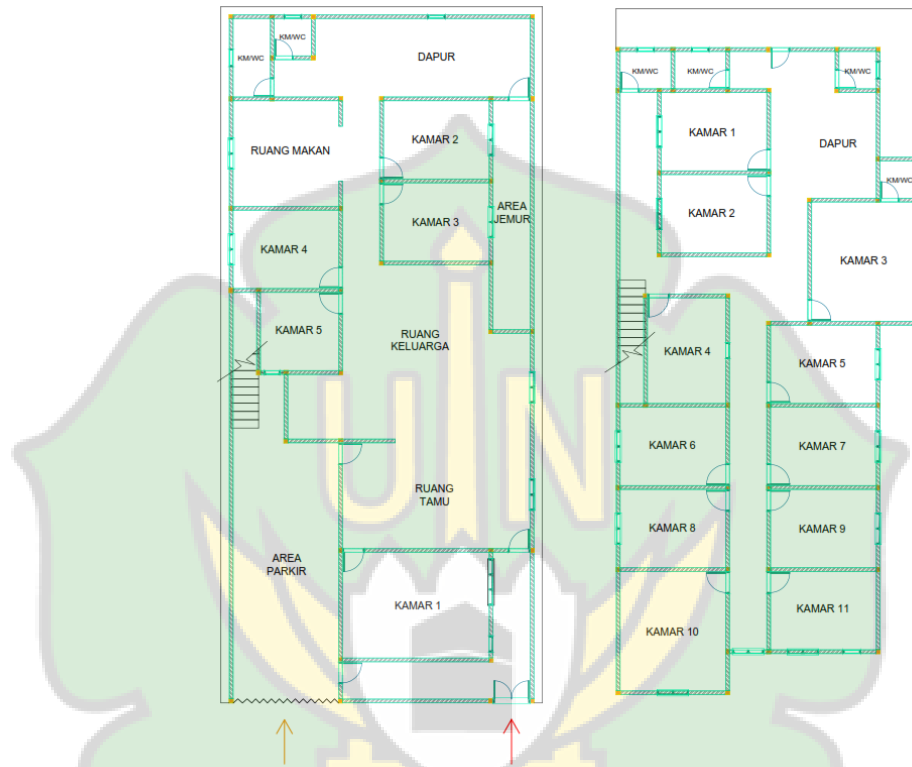 KM/WC
KM/WC
DAPUR
RUANG MAKAN
KAMAR 2
KAMAR 3
AREA
JEMUR
KAMAR 4
KAMAR 5
RUANG
KELUARGA
RUANG
TAMU
AREA
PARKIR
KAMAR 1
KM/WC
KM/WC
KM/WC
KAMAR 1
DAPUR
KM/WC
KAMAR 2
KAMAR 3
KAMAR 4
KAMAR 5
KAMAR 6
KAMAR 7
KAMAR 8
KAMAR 9
KAMAR 10
KAMAR 11
UIN